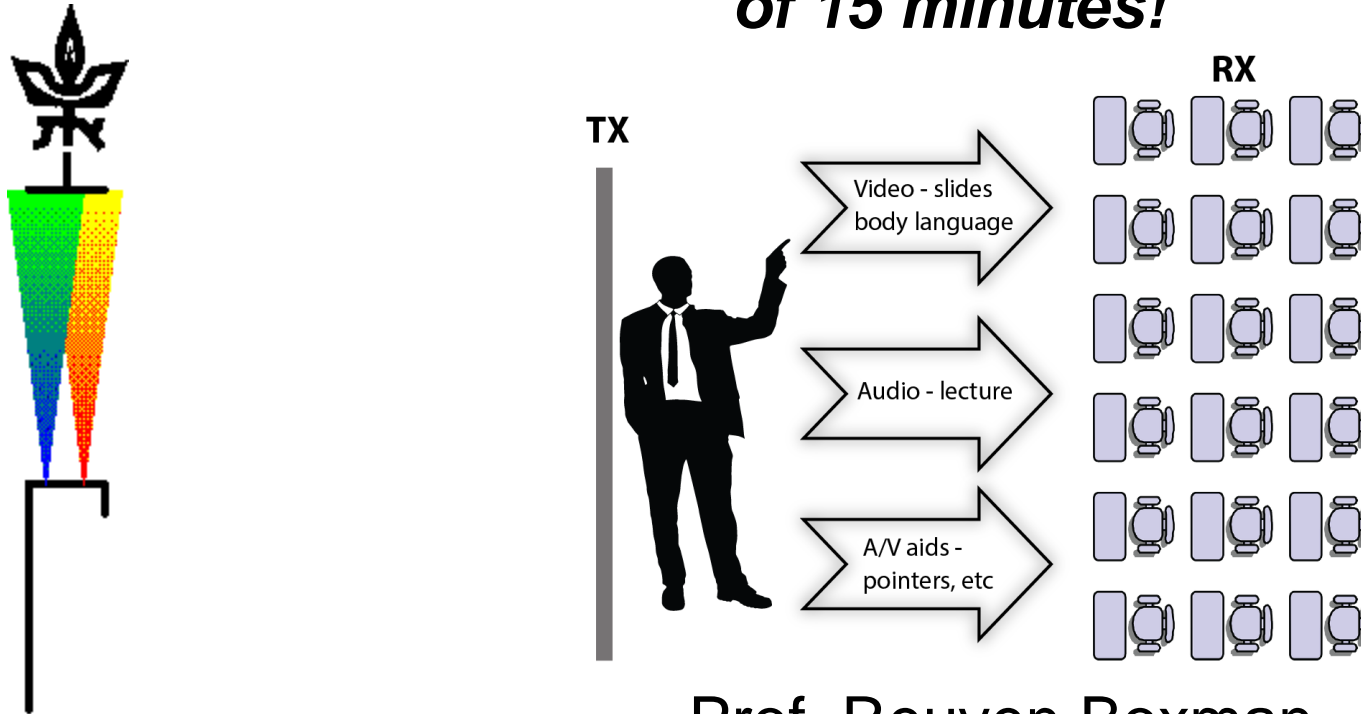 of 15 minutes!
RX
TX
Video - slides
body language
Audio - lecture
A/V aids -
pointers, etc
Prof. Reuven Boxman